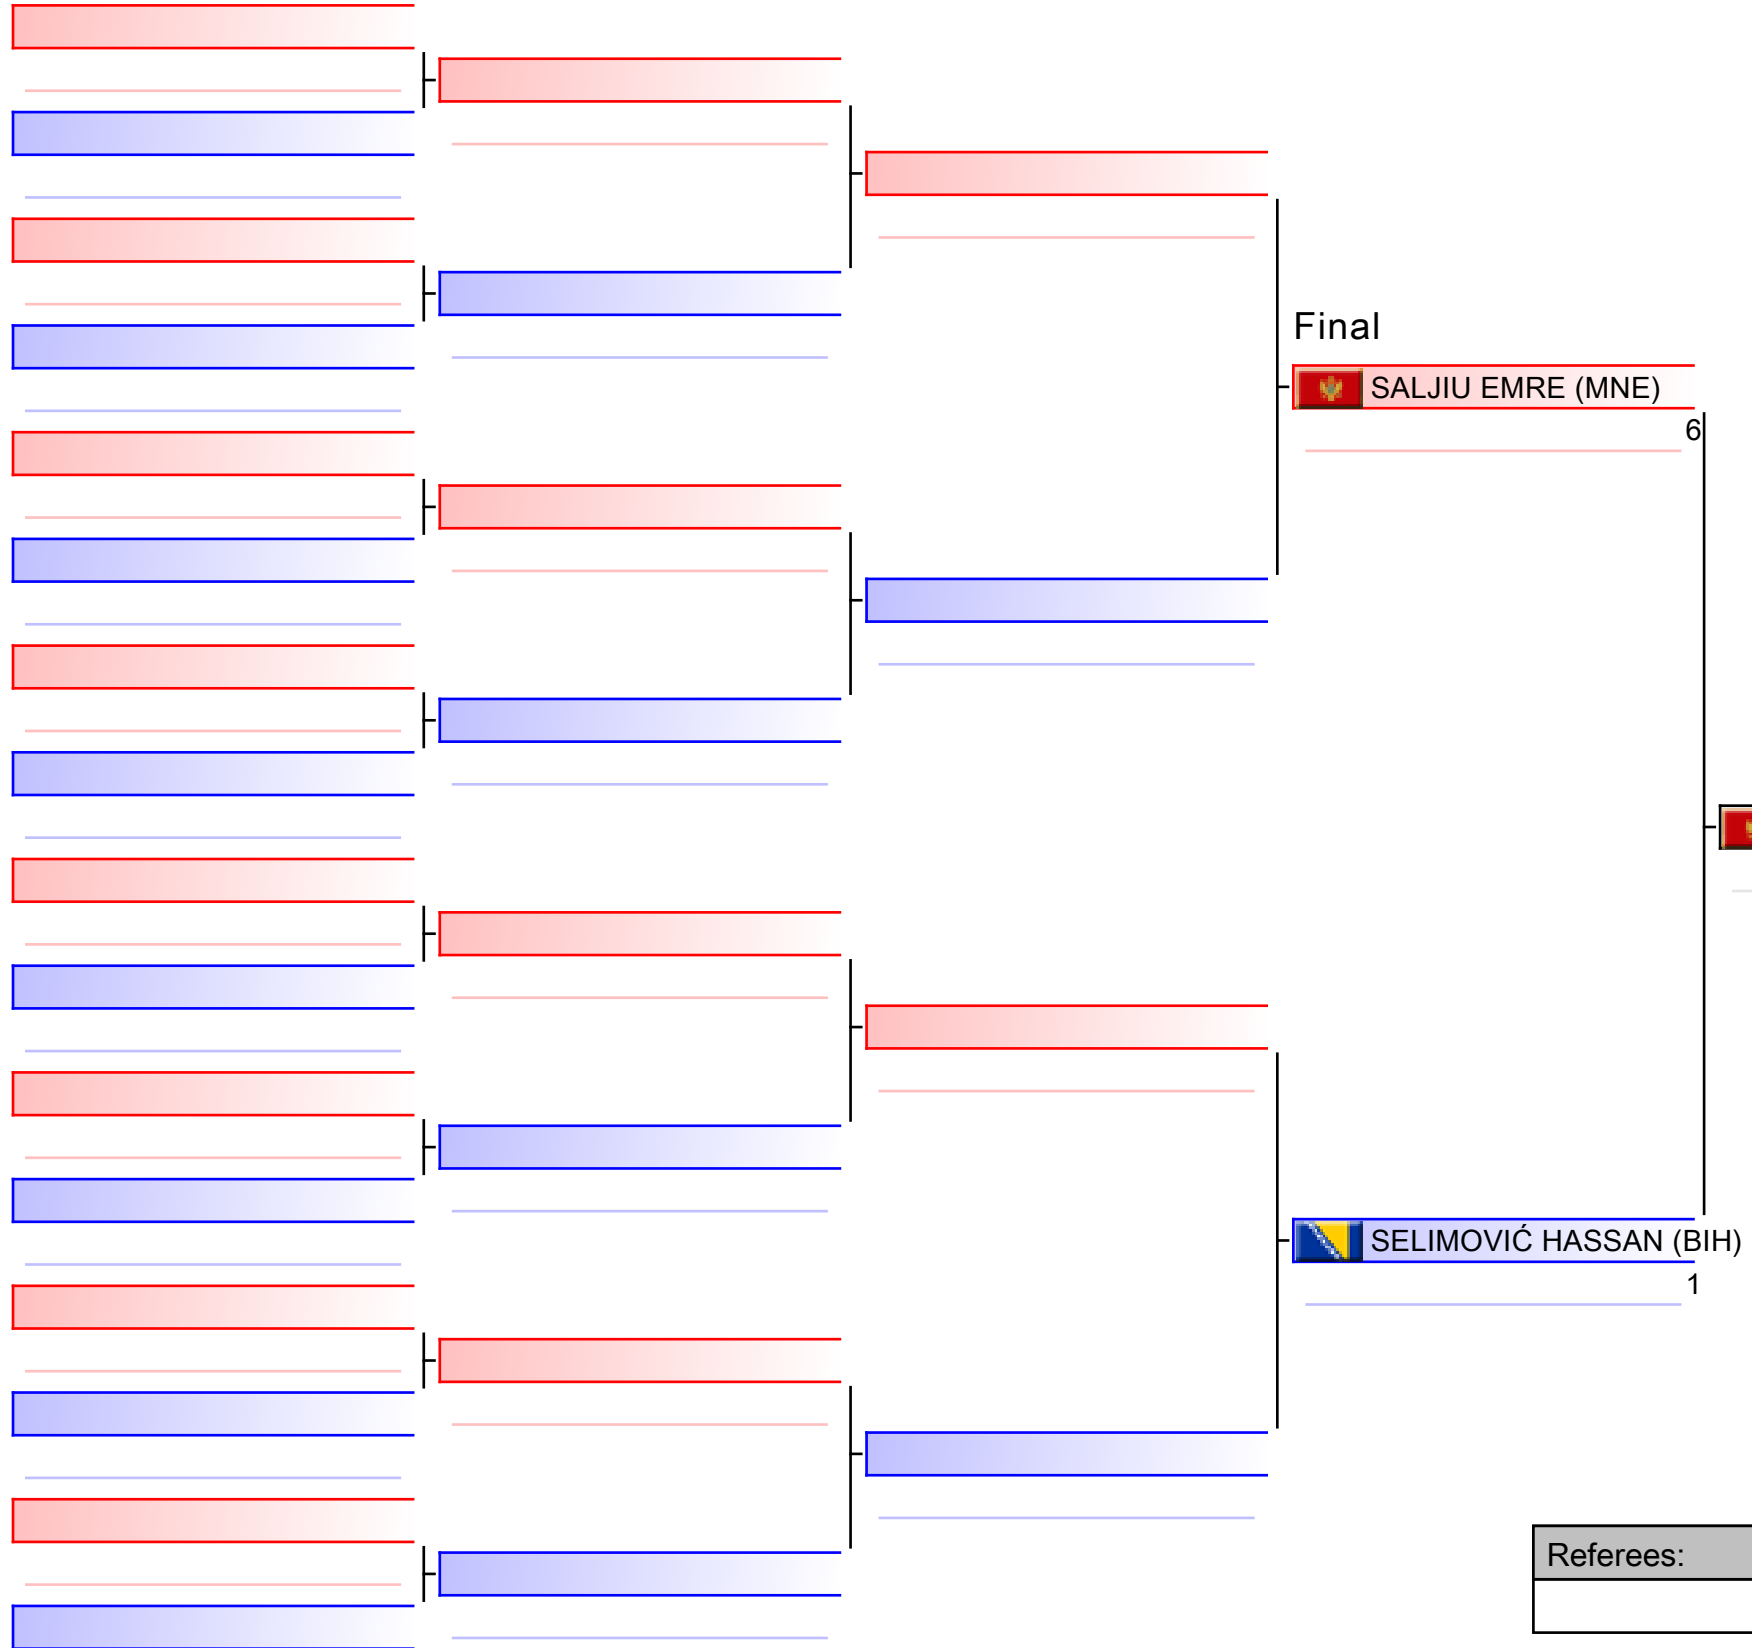 Final
SALJIU EMRE (MNE)
6
SELIMOVIĆ HASSAN (BIH)
1
Referees: